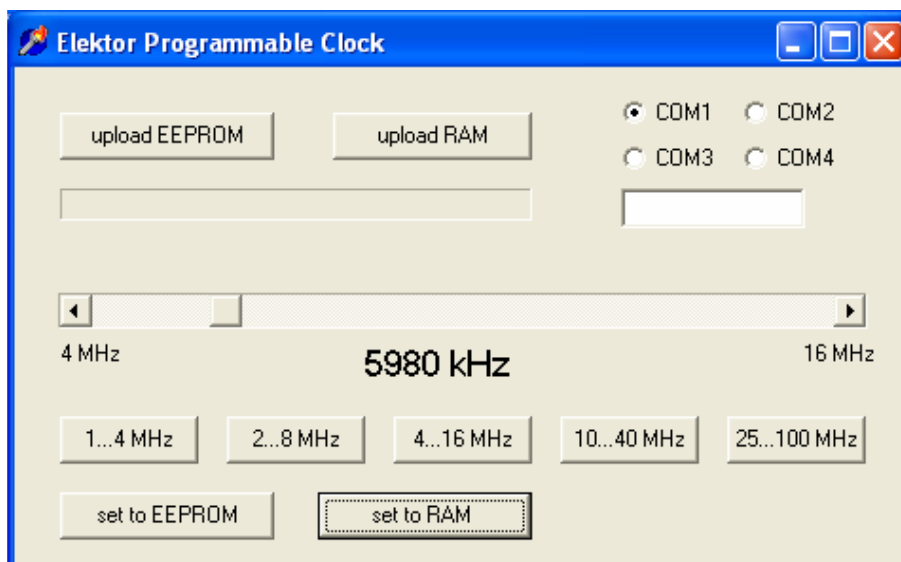 Elektor Programmable Clock
upload EEPROM upload RAM COM1 COM2
COM3 COM4
4 MHz 5980 kHz 16 MHz
1...4 MHz 2...8 MHz 4...16 MHz 10...40 MHz 25...100 MHz
set to EEPROM set to RAM